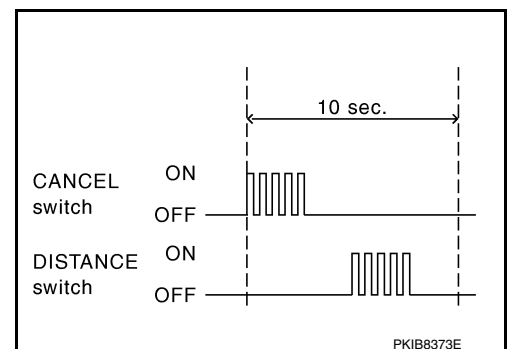 10 sec.
CANCEL
switch
ON
OFF
DISTANCE
switch
ON
OFF
PKIB8373E